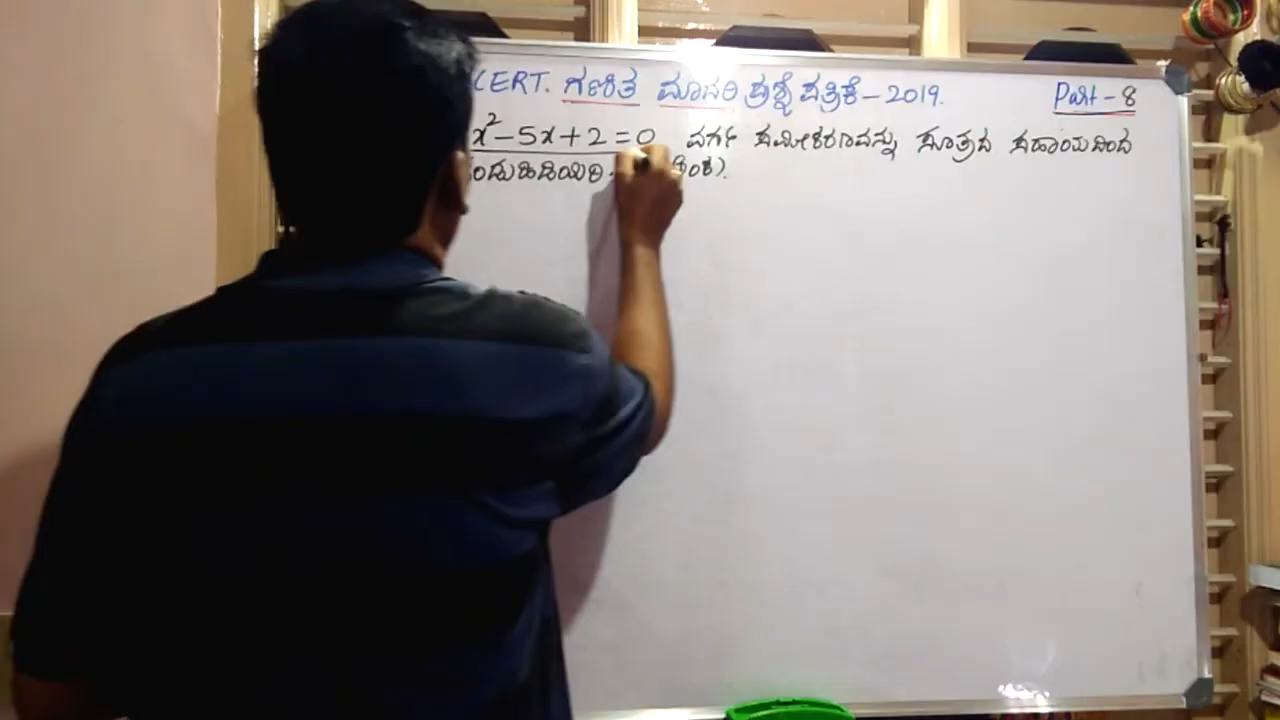 CERT. ಗಣಿತ ಮಾದರಿ ಪ್ರಶ್ನೆ ಪತ್ರಿಕೆ - 2019. Part - 8
x² - 5x + 2 = 0 ವರ್ಗ ಸಮೀಕರಣವನ್ನು ಸೂತ್ರದ ಸಹಾಯದಿಂದ
ಂಡುಹಿಡಿಯಿರಿ.